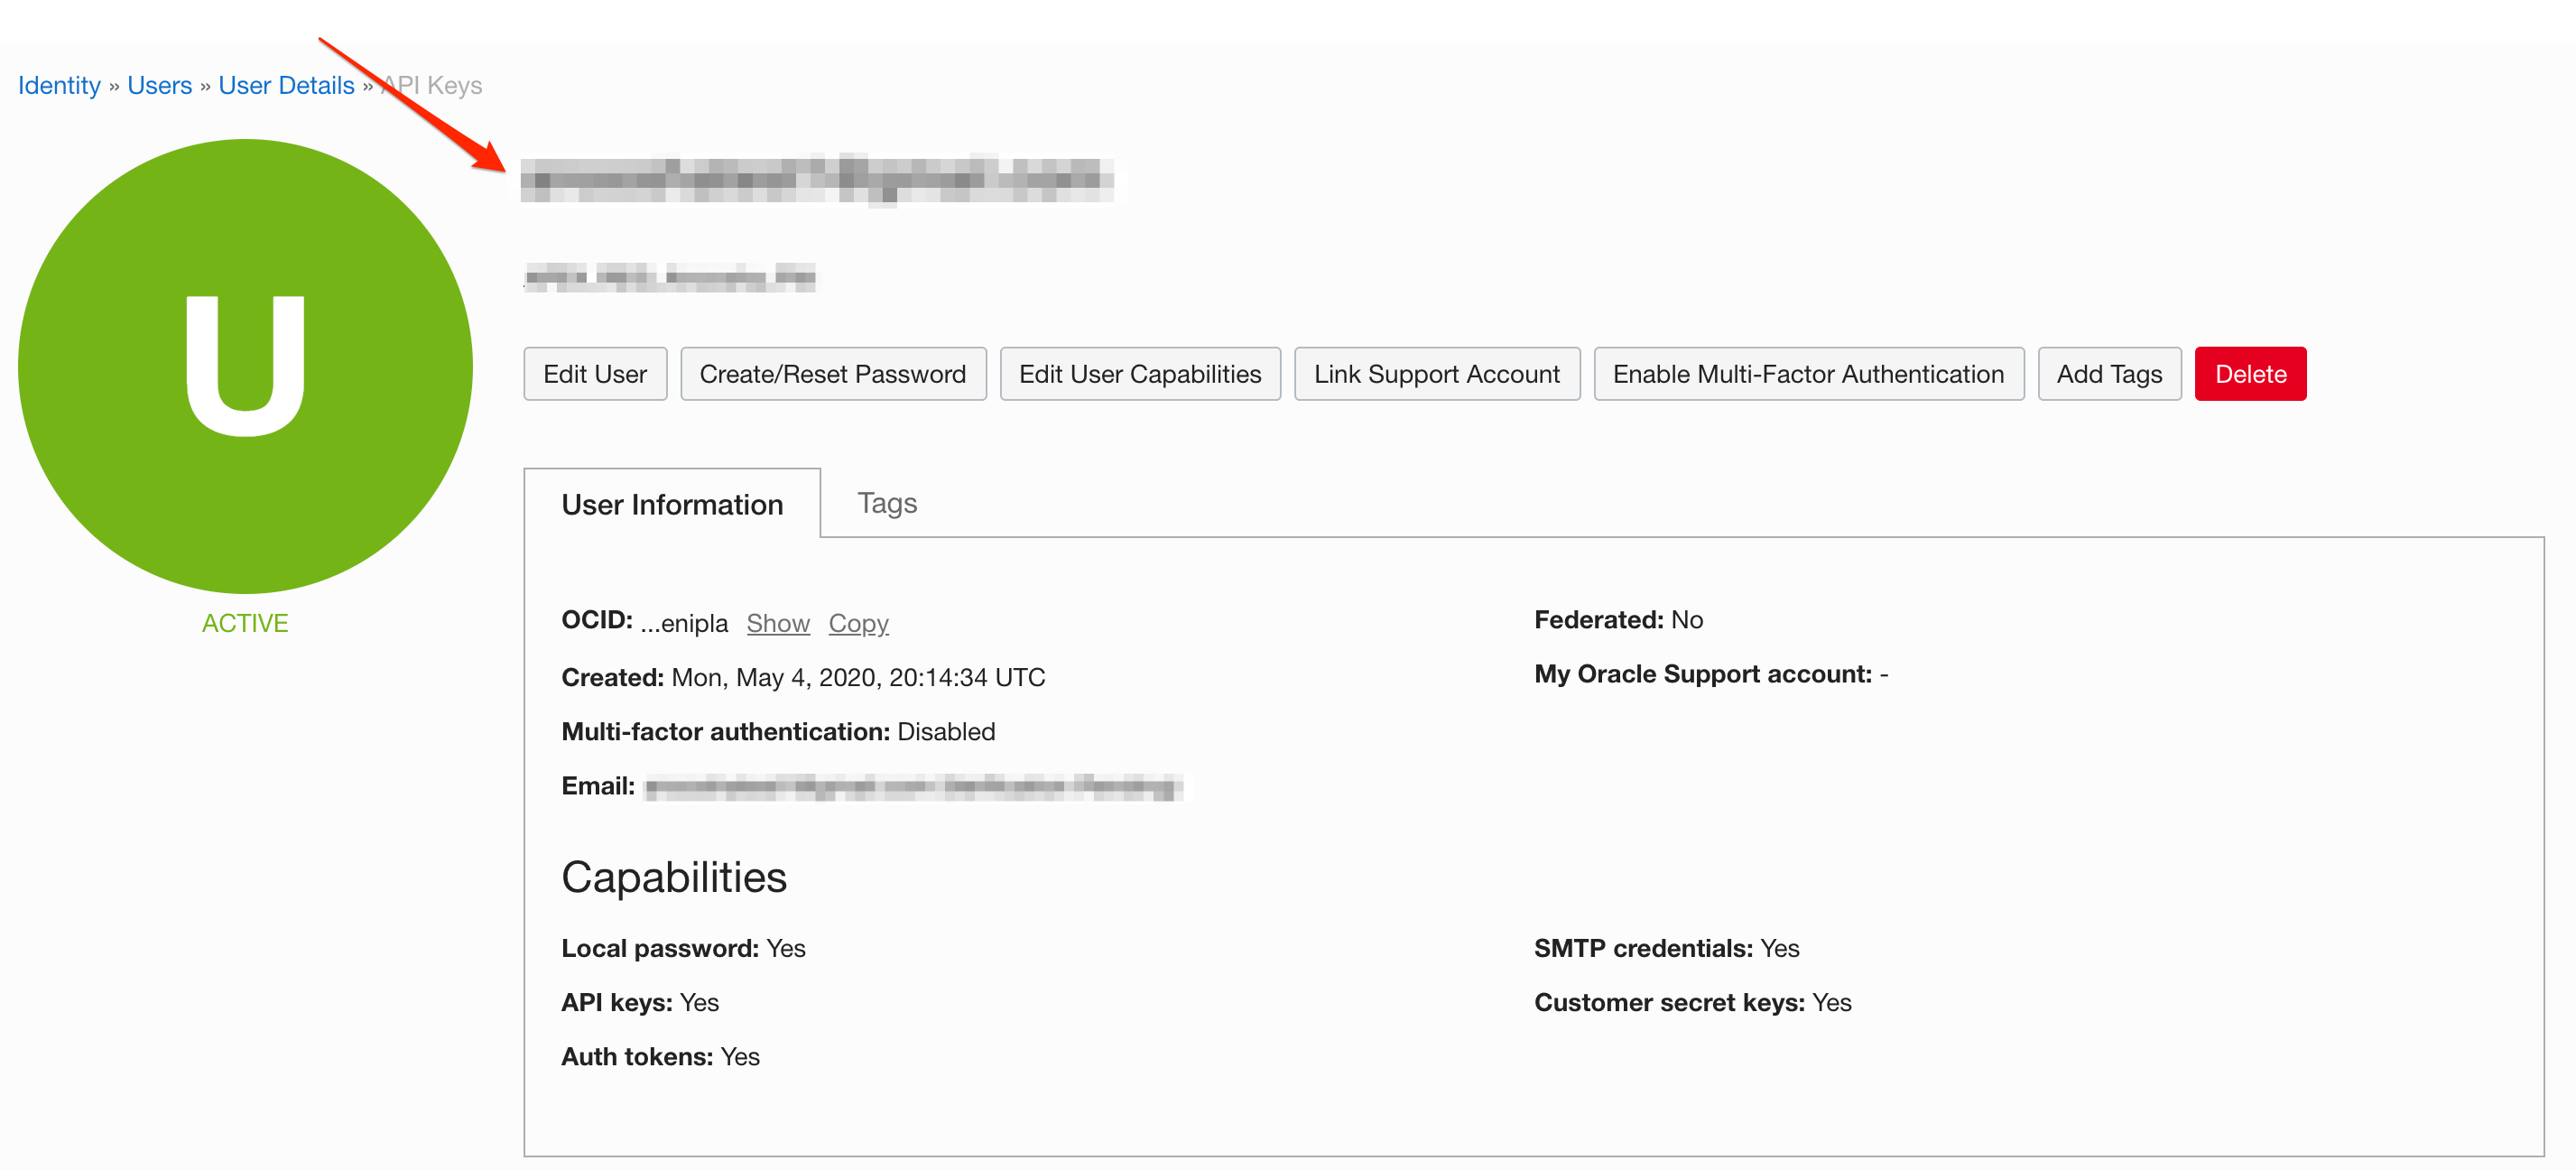 Identity » Users » User Details » API Keys
U
ACTIVE
Edit User Create/Reset Password Edit User Capabilities Link Support Account Enable Multi-Factor Authentication Add Tags Delete
User Information Tags
OCID: ...enipla Show Copy
Created: Mon, May 4, 2020, 20:14:34 UTC
Multi-factor authentication: Disabled
Email:
Federated: No
My Oracle Support account: -
Capabilities
Local password: Yes
API keys: Yes
Auth tokens: Yes
SMTP credentials: Yes
Customer secret keys: Yes